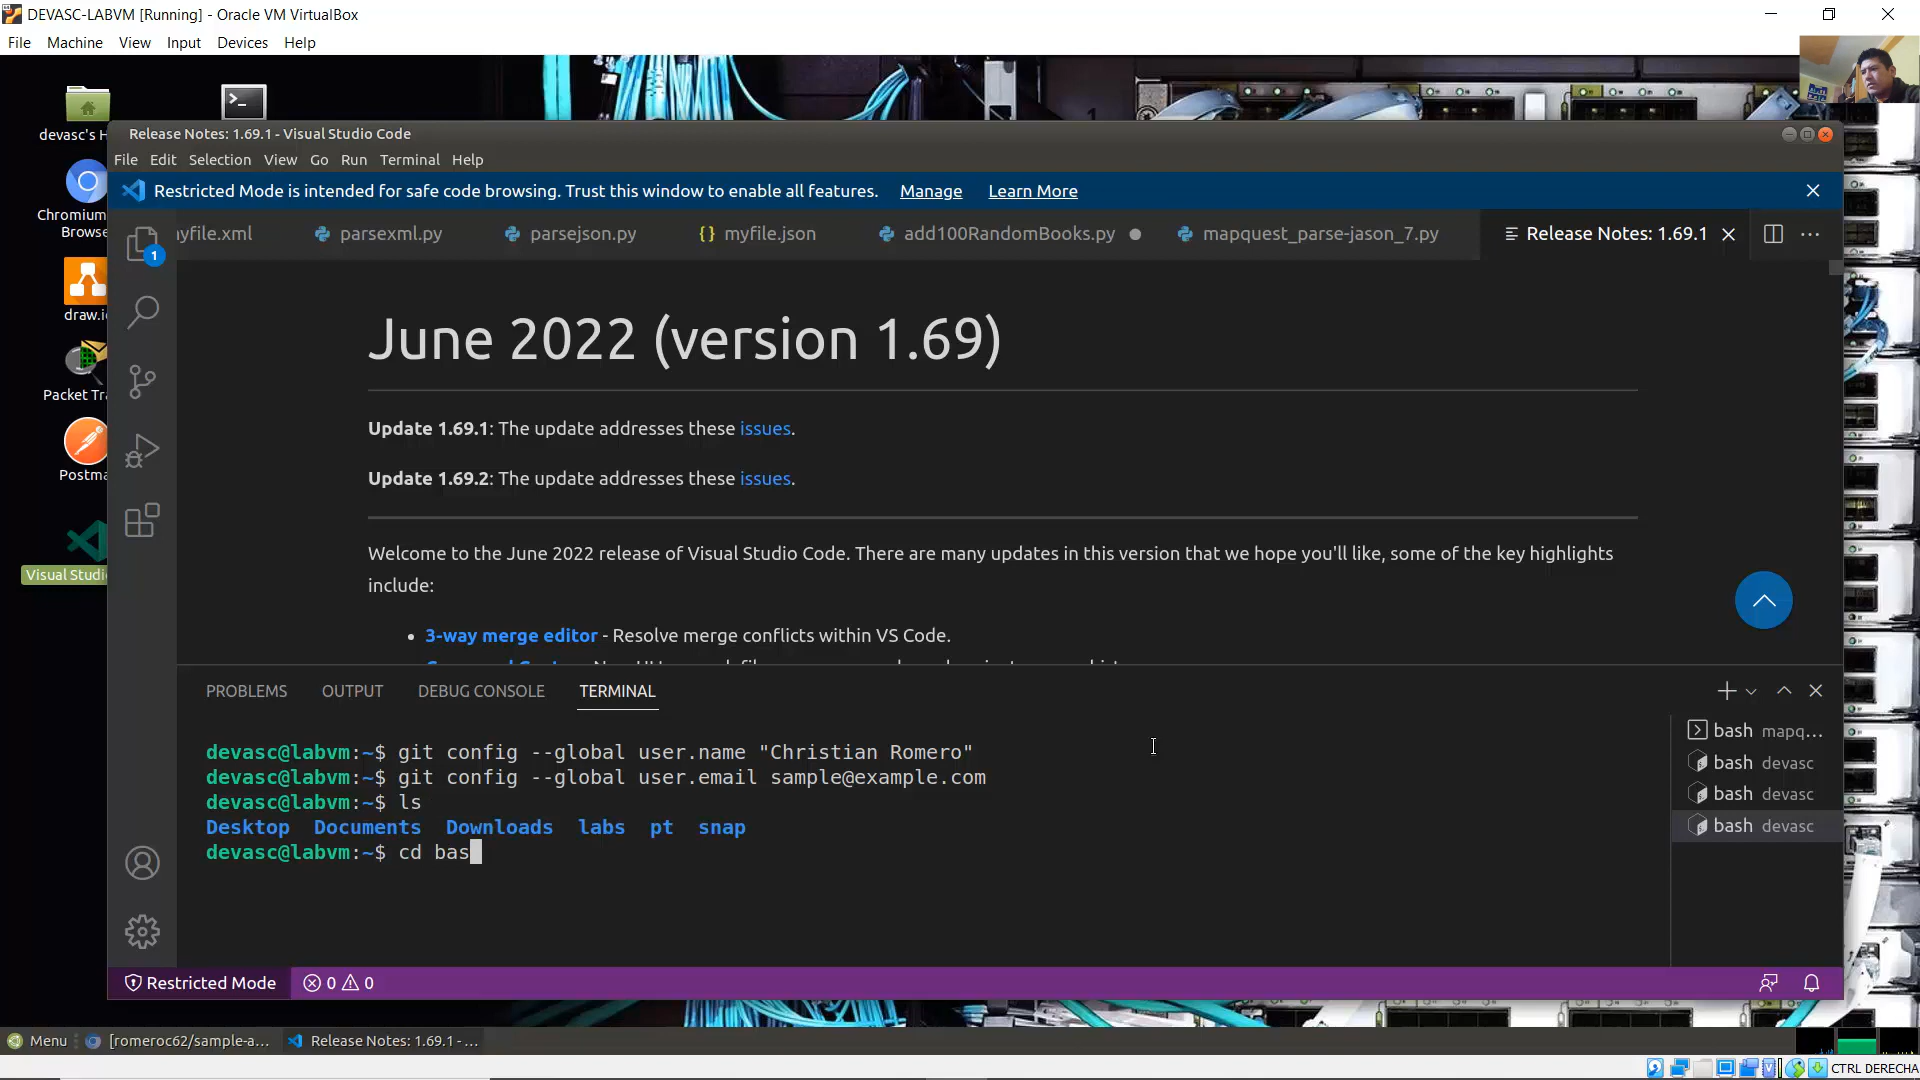 DEVASC-LABVM [Running] - Oracle VM VirtualBox
File Machine View Input Devices Help
devasc's H
Chromium
Browse
draw.i
Packet Tra
Postma
Visual Studi
Release Notes: 1.69.1 - Visual Studio Code
File Edit Selection View Go Run Terminal Help
Restricted Mode is intended for safe code browsing. Trust this window to enable all features. Manage Learn More
yfile.xml parsexml.py parsejson.py {} myfile.json add100RandomBooks.py mapquest_parse-jason_7.py Release Notes: 1.69.1
1
June 2022 (version 1.69)
Update 1.69.1: The update addresses these issues.
Update 1.69.2: The update addresses these issues.
Welcome to the June 2022 release of Visual Studio Code. There are many updates in this version that we hope you'll like, some of the key highlights
include:
• 3-way merge editor - Resolve merge conflicts within VS Code.
PROBLEMS OUTPUT DEBUG CONSOLE TERMINAL
devasc@labvm:~$ git config --global user.name "Christian Romero"
devasc@labvm:~$ git config --global user.email sample@example.com
devasc@labvm:~$ ls
Desktop Documents Downloads labs pt snap
devasc@labvm:~$ cd bas
bash mapq...
bash devasc
bash devasc
bash devasc
Restricted Mode 0 0
Menu [romeroc62/sample-a... Release Notes: 1.69.1 - ...
CTRL DERECHA